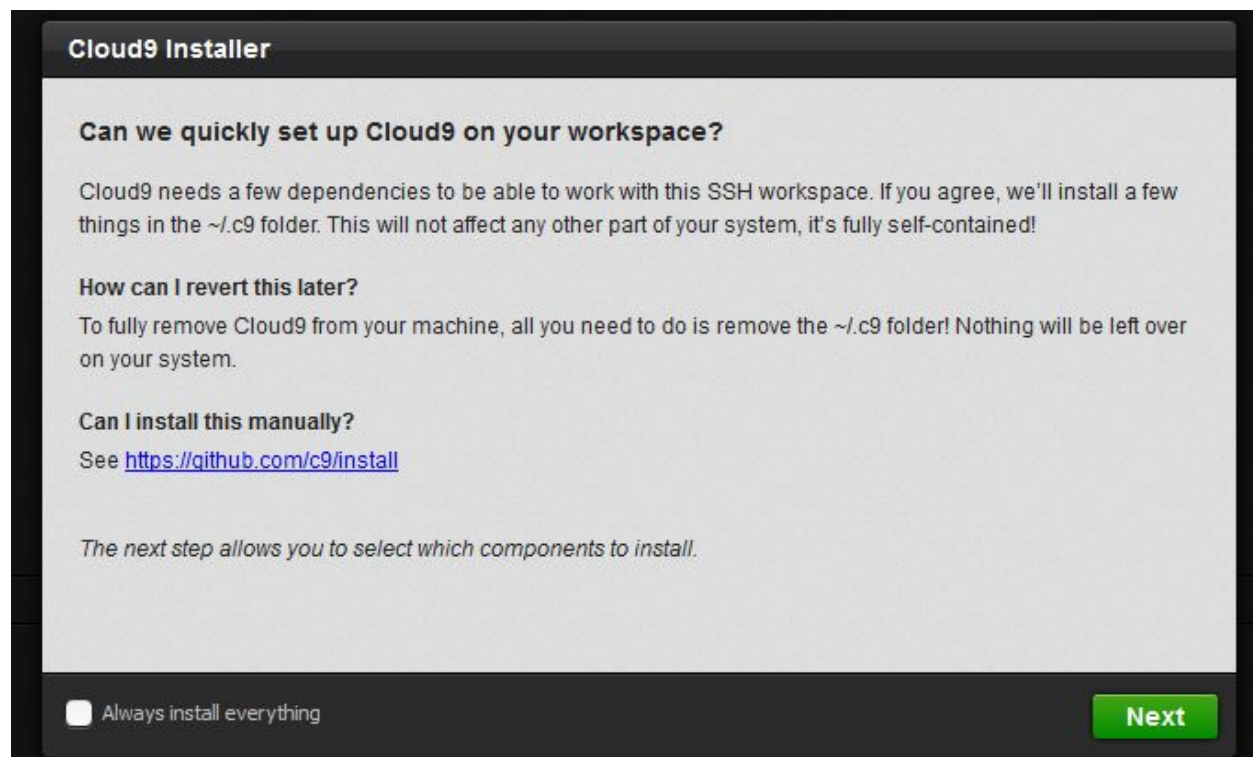 Cloud9 Installer
Can we quickly set up Cloud9 on your workspace?
Cloud9 needs a few dependencies to be able to work with this SSH workspace. If you agree, we'll install a few
things in the ~/.c9 folder. This will not affect any other part of your system, it's fully self-contained!
How can I revert this later?
To fully remove Cloud9 from your machine, all you need to do is remove the ~/.c9 folder! Nothing will be left over
on your system.
Can I install this manually?
See https://github.com/c9/install
The next step allows you to select which components to install.
Always install everything
Next